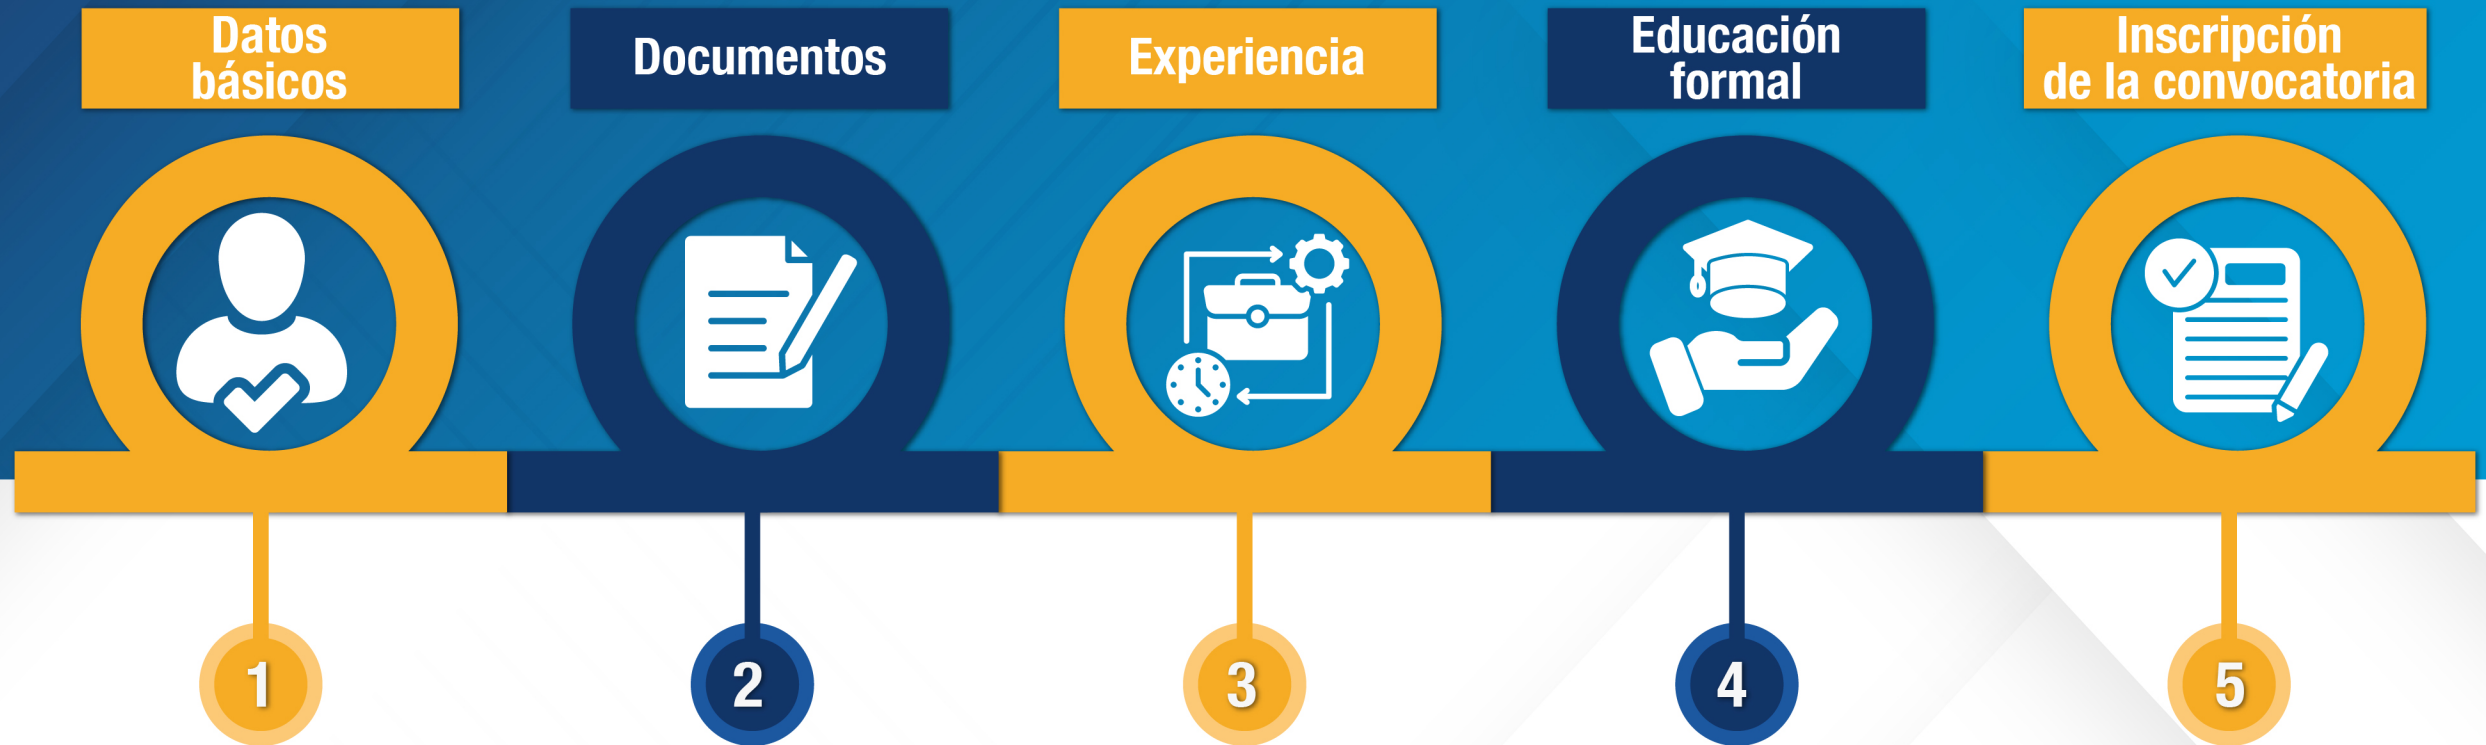 Datos
básicos
Documentos
Experiencia
Educación
formal
Inscripción
de la convocatoria
1
2
3
4
5